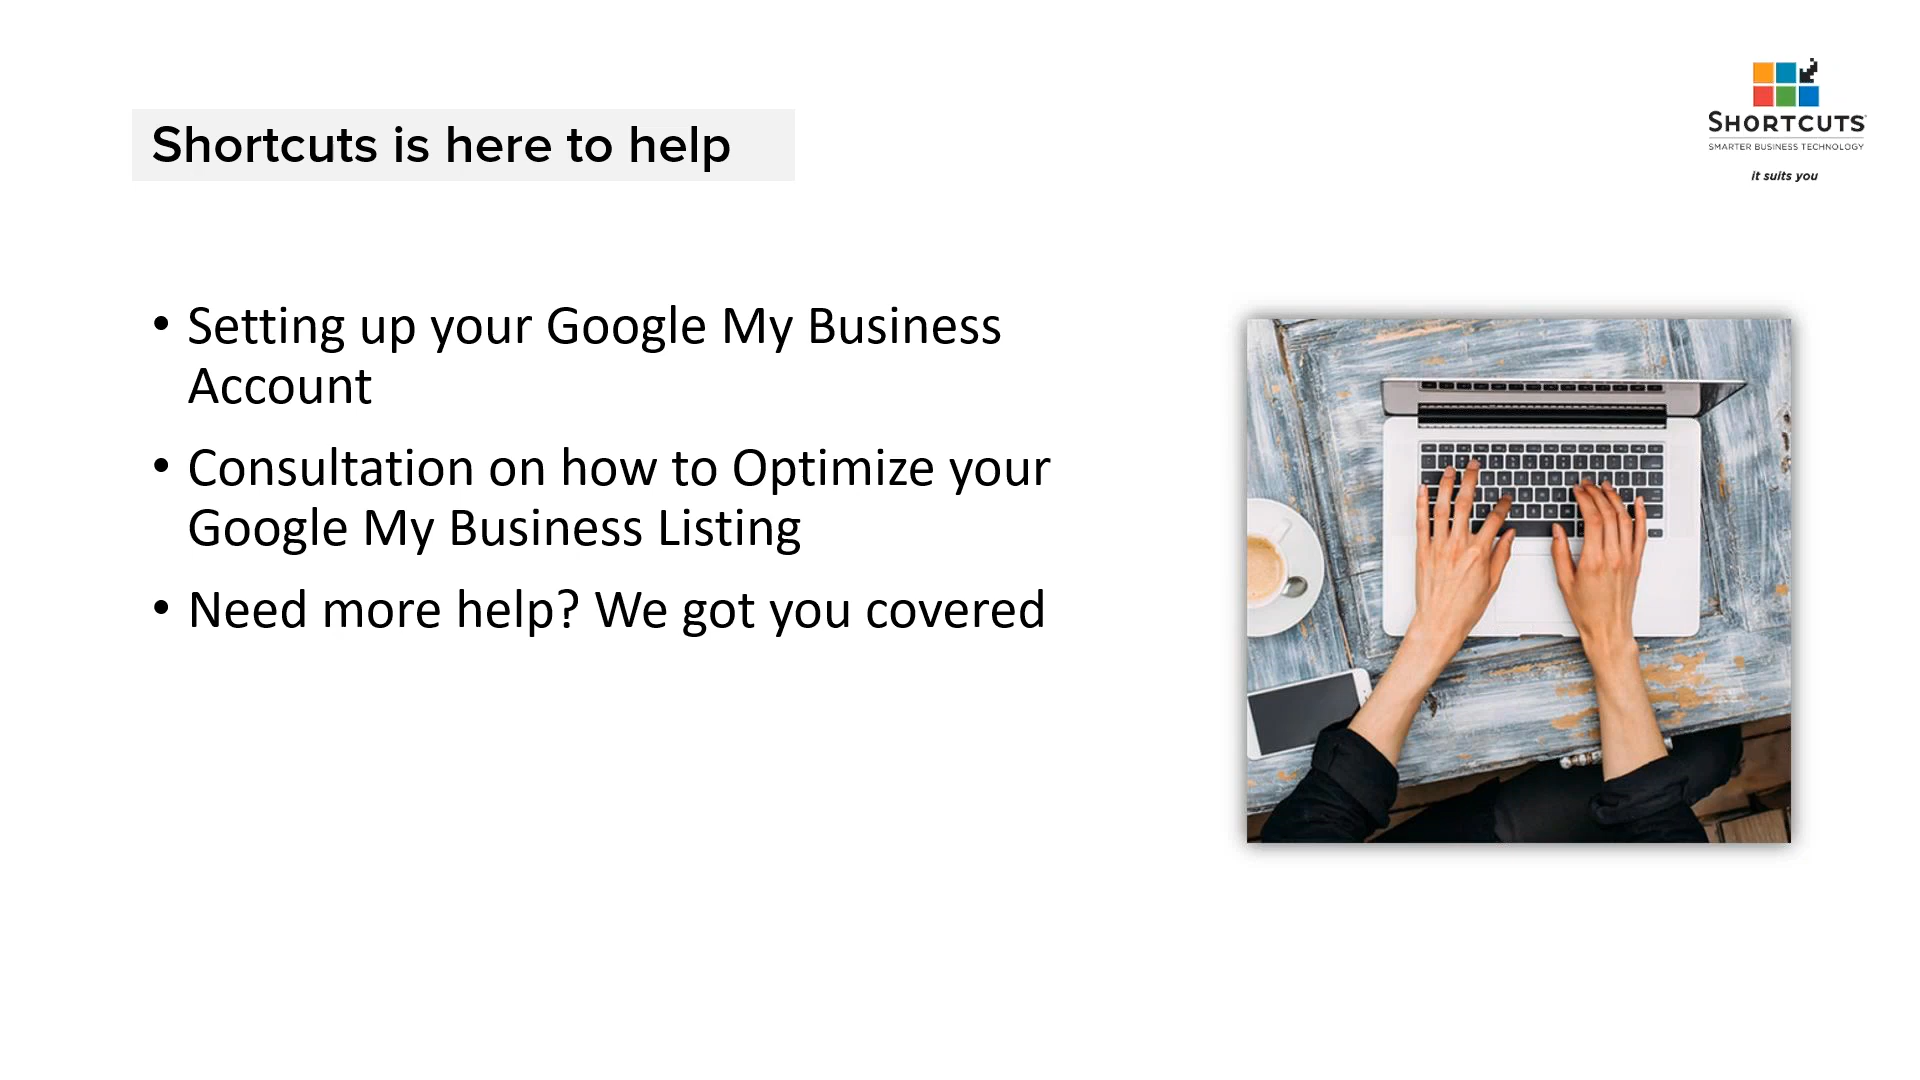 Shortcuts is here to help
SHORTCUTS
SMARTER BUSINESS TECHNOLOGY
it suits you
• Setting up your Google My Business
Account
• Consultation on how to Optimize your
Google My Business Listing
• Need more help? We got you covered